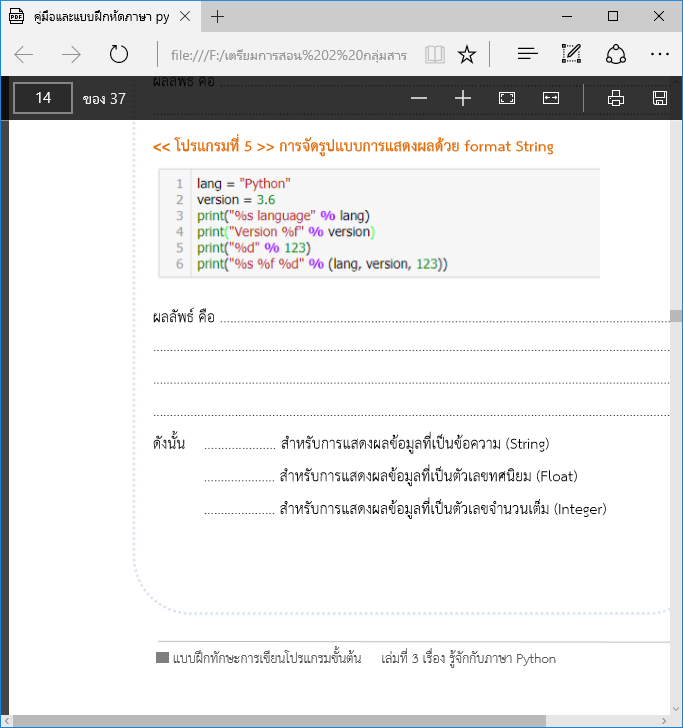 คู่มือและแบบฝึกหัดภาษา py
file:///F:/เตรียมการสอน%202%20กลุ่มสาร
14 ของ 37
ผลลัพธ์ คือ
<< โปรแกรมที่ 5 >> การจัดรูปแบบการแสดงผลด้วย format String
1 lang = "Python"
2 version = 3.6
3 print("%s language" % lang)
4 print("Version %f" % version)
5 print("%d" % 123)
6 print("%s %f %d" % (lang, version, 123))
ผลลัพธ์ คือ ........................................................................
........................................................................
........................................................................
........................................................................
ดังนั้น ..................... สำหรับการแสดงผลข้อมูลที่เป็นข้อความ (String)
..................... สำหรับการแสดงผลข้อมูลที่เป็นตัวเลขทศนิยม (Float)
..................... สำหรับการแสดงผลข้อมูลที่เป็นตัวเลขจำนวนเต็ม (Integer)
แบบฝึกทักษะการเขียนโปรแกรมขั้นต้น เล่มที่ 3 เรื่อง รู้จักกับภาษา Python